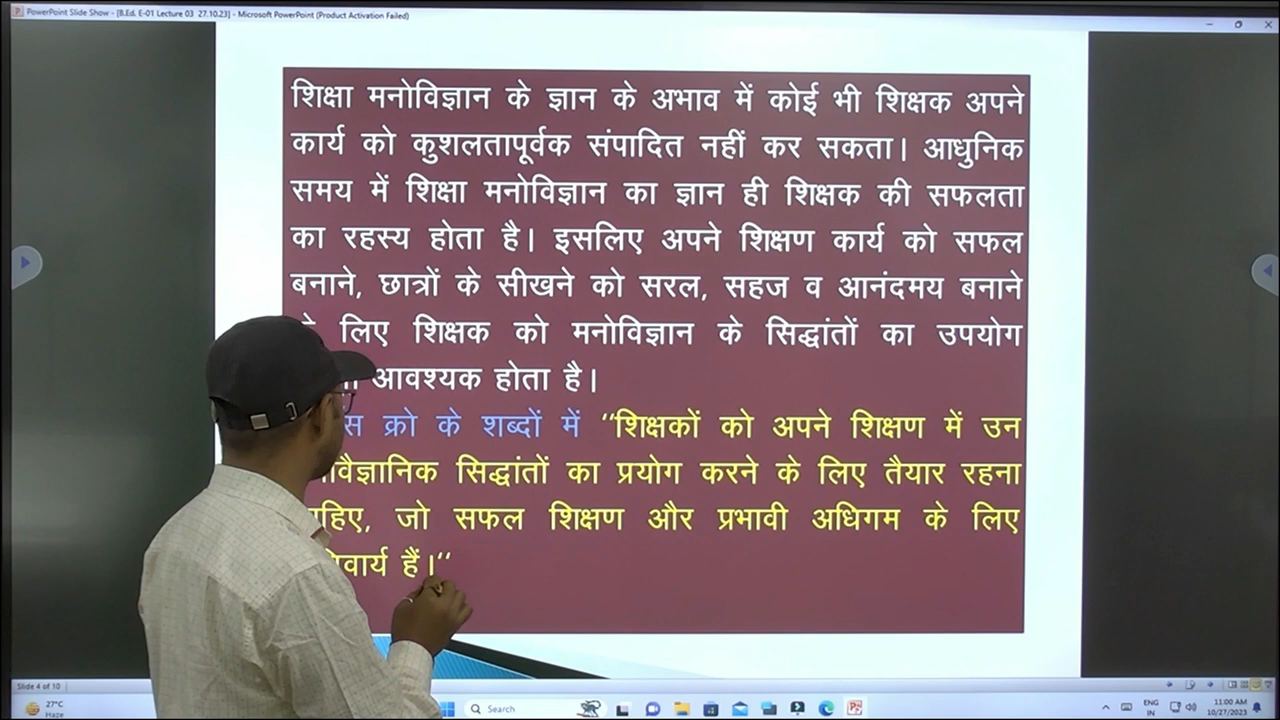 PowerPoint Slide Show - [B.Ed. E-01 Lecture 03 27.10.23] - Microsoft PowerPoint (Product Activation Failed)
शिक्षा मनोविज्ञान के ज्ञान के अभाव में कोई भी शिक्षक अपने
कार्य को कुशलतापूर्वक संपादित नहीं कर सकता। आधुनिक
समय में शिक्षा मनोविज्ञान का ज्ञान ही शिक्षक की सफलता
का रहस्य होता है। इसलिए अपने शिक्षण कार्य को सफल
बनाने, छात्रों के सीखने को सरल, सहज व आनंदमय बनाने
लिए शिक्षक को मनोविज्ञान के सिद्धांतों का उपयोग
आवश्यक होता है।
स क्रो के शब्दों में ‘‘शिक्षकों को अपने शिक्षण में उन
वैज्ञानिक सिद्धांतों का प्रयोग करने के लिए तैयार रहना
हिए, जो सफल शिक्षण और प्रभावी अधिगम के लिए
वार्य हैं।‘‘
Slide 4 of 10
27°C
Haze
Search
ENG
IN
11:00 AM
10/27/2023